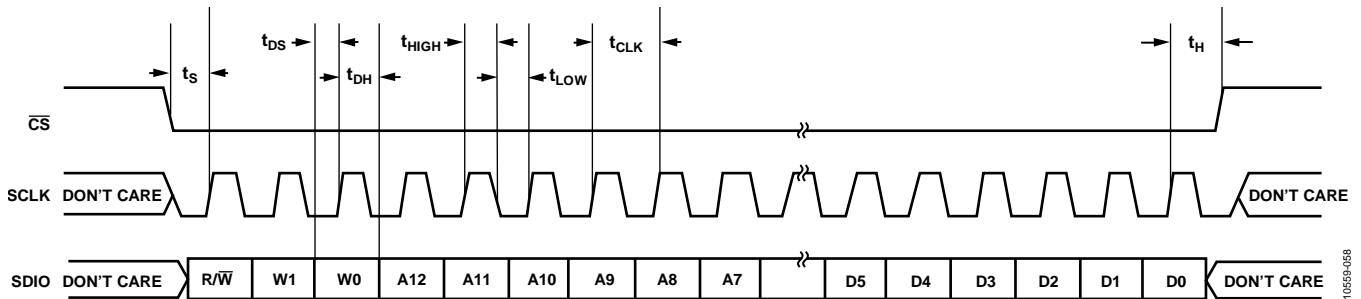 tDS
tHIGH
tCLK
tH
tS
tDH
tLOW
CS
SCLK DON'T CARE
DON'T CARE
SDIO DON'T CARE R/W W1 W0 A12 A11 A10 A9 A8 A7 D5 D4 D3 D2 D1 D0 DON'T CARE
10559-058